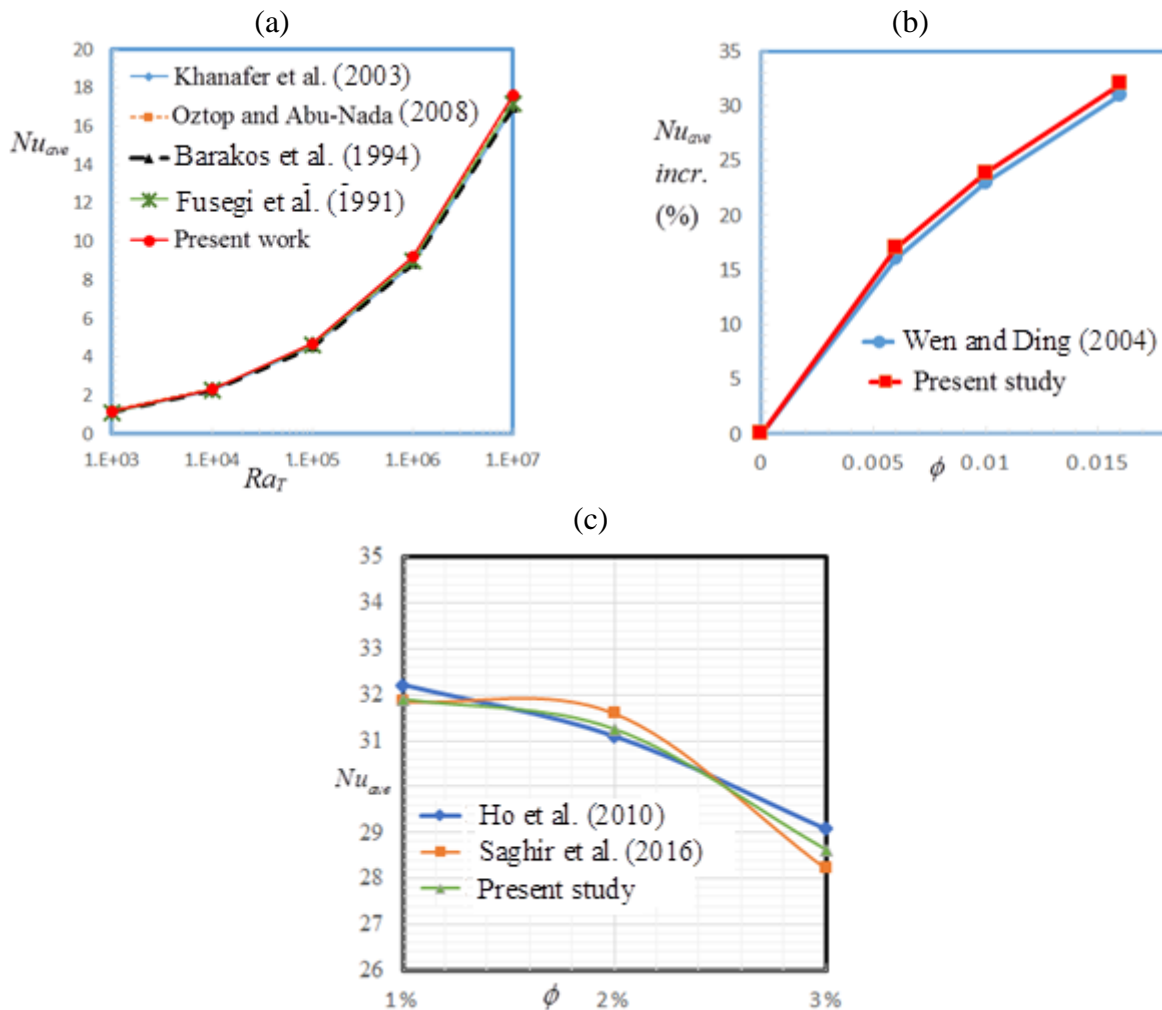 (a)
20
18
16
14
12
10
8
6
4
2
0
Nu_ave
Khanafer et al. (2003)
Oztop and Abu-Nada (2008)
Barakos et al. (1994)
Fusegi et al. (1991)
Present work
1.E+03 1.E+04 1.E+05 1.E+06 1.E+07
Ra_T
(b)
35
30
25
20
15
10
5
0
Nu_ave
incr.
(%)
Wen and Ding (2004)
Present study
0 0.005 0.01 0.015
ϕ
(c)
35
34
33
32
31
29
28
27
26
Nu_ave
Ho et al. (2010)
Saghir et al. (2016)
Present study
1% 2% 3%
ϕ